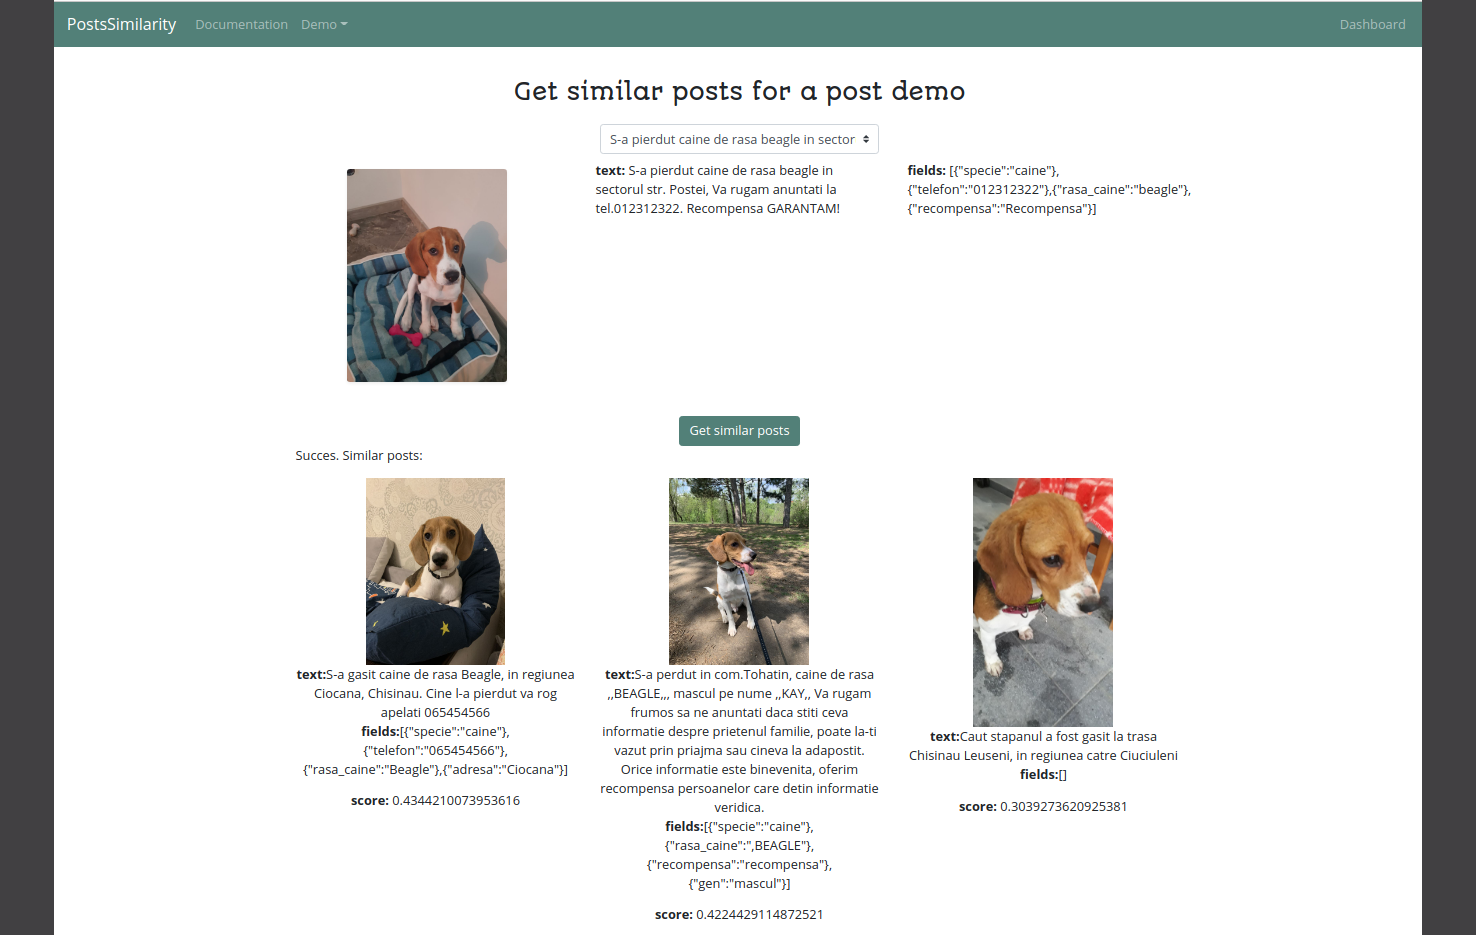 PostsSimilarity Documentation Demo Dashboard
Get similar posts for a post demo
S-a pierdut caine de rasa beagle in sector
text: S-a pierdut caine de rasa beagle in
sectorul str. Postei, Va rugam anuntati la
tel.012312322. Recompensa GARANTAM!
fields: [{"specie":"caine"},
{"telefon":"012312322"},{"rasa_caine":"beagle"},
{"recompensa":"Recompensa"}]
Get similar posts
Succes. Similar posts:
text:S-a gasit caine de rasa Beagle, in regiunea
Ciocana, Chisinau. Cine l-a pierdut va rog
apelati 065454566
fields:[{"specie":"caine"},
{"telefon":"065454566"},
{"rasa_caine":"Beagle"},{"adresa":"Ciocana"}]
score: 0.4344210073953616
text:S-a perdut in com.Tohatin, caine de rasa
,,BEAGLE,,, mascul pe nume ,,KAY,, Va rugam
frumos sa ne anuntati daca stiti ceva
informatie despre prietenul familie, poate la-ti
vazut prin priajma sau cineva la adapostit.
Orice informatie este binevenita, oferim
recompensa persoanelor care detin informatie
veridica.
fields:[{"specie":"caine"},
{"rasa_caine":",BEAGLE"},
{"recompensa":"recompensa"},
{"gen":"mascul"}]
score: 0.4224429114872521
text:Caut stapanul a fost gasit la trasa
Chisinau Leuseni, in regiunea catre Ciuciuleni
fields:[]
score: 0.3039273620925381